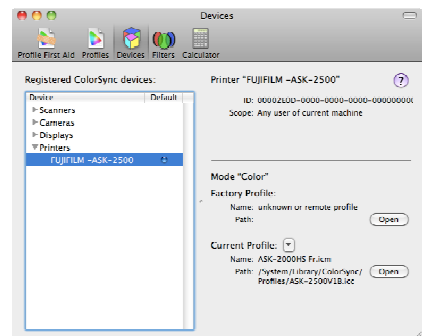 Devices
Profile First Aid Profiles Devices Filters Calculator
Registered ColorSync devices:
Device Default
Scanners
Cameras
Displays
Printers
FUJIFILM -ASK-2500
Printer "FUJIFILM -ASK-2500"
?
Scope: Any user of current machine
Mode "Color"
Factory Profile:
Name: unknown or remote profile
Path: Open
Current Profile:
Name: ASK-2000HS Fr.icm
Path: /System/Library/ColorSync/ Open
Profiles/ASK-2500V1B.icc